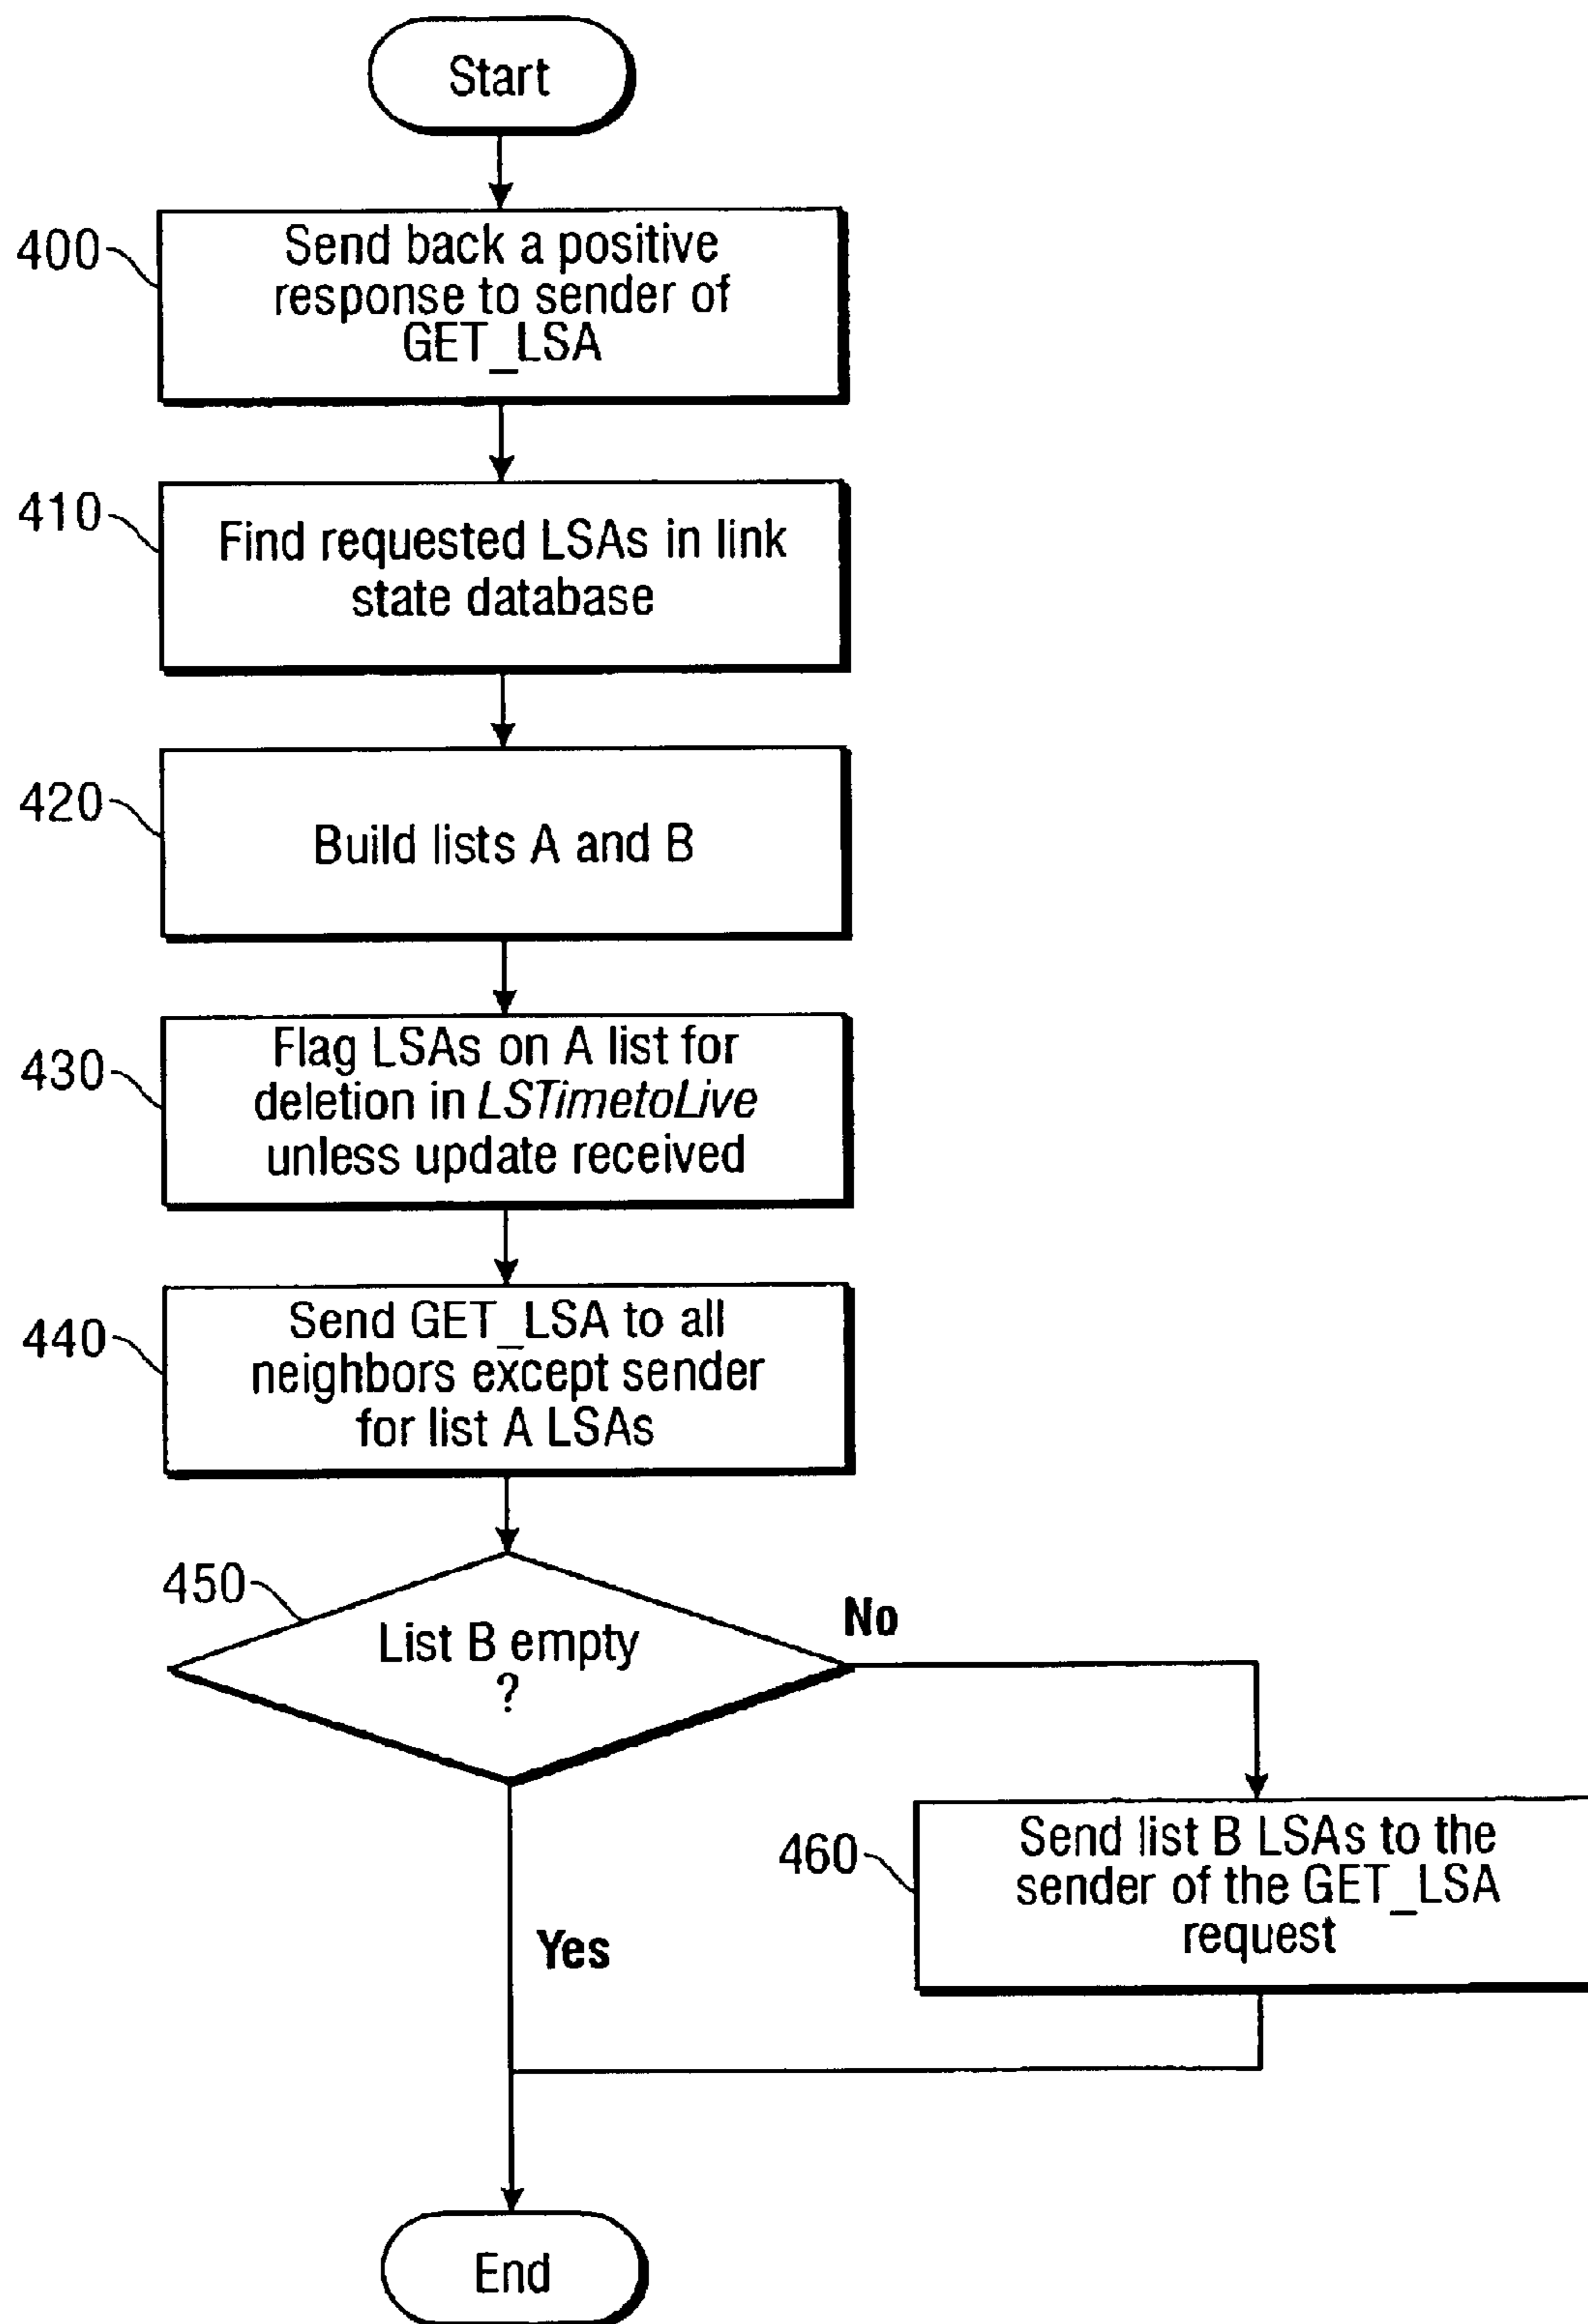 Start
400
Send back a positive
response to sender of
GET_LSA
410
Find requested LSAs in link
state database
420
Build lists A and B
430
Flag LSAs on A list for
deletion in LSTimetoLive
unless update received
440
Send GET_LSA to all
neighbors except sender
for list A LSAs
450
List B empty
?
No
460
Send list B LSAs to the
sender of the GET_LSA
request
Yes
End